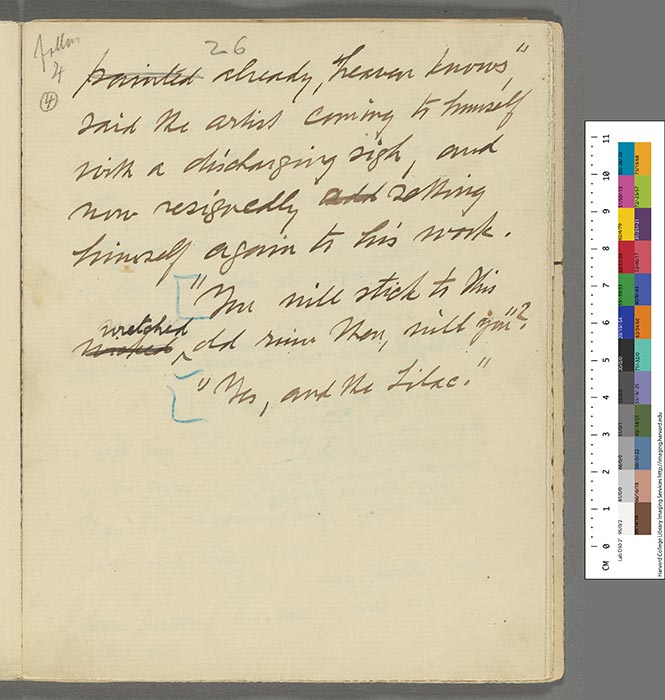 follow
26
4
4
painted already, heaven knows,"
said the artist coming to himself
with a discharging sigh, and
now resignedly and setting
himself again to his work.
"You will stick to this
wretched
wicked old ruin then, will you"?
"Yes, and the Lilac."
CM 0 1 2 3 4 5 6 7 8 9 10 11
Harvard College Library Imaging Services http://imaging.harvard.edu